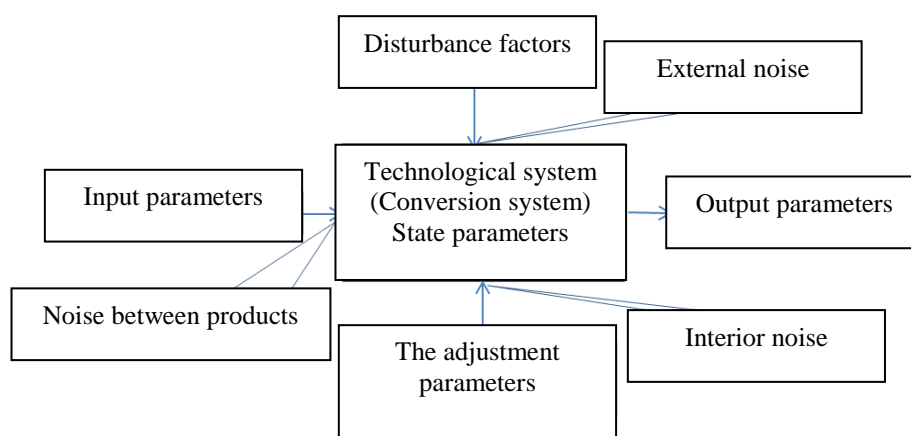 Disturbance factors
External noise
Technological system
(Conversion system)
State parameters
Input parameters
Output parameters
Noise between products
The adjustment
parameters
Interior noise